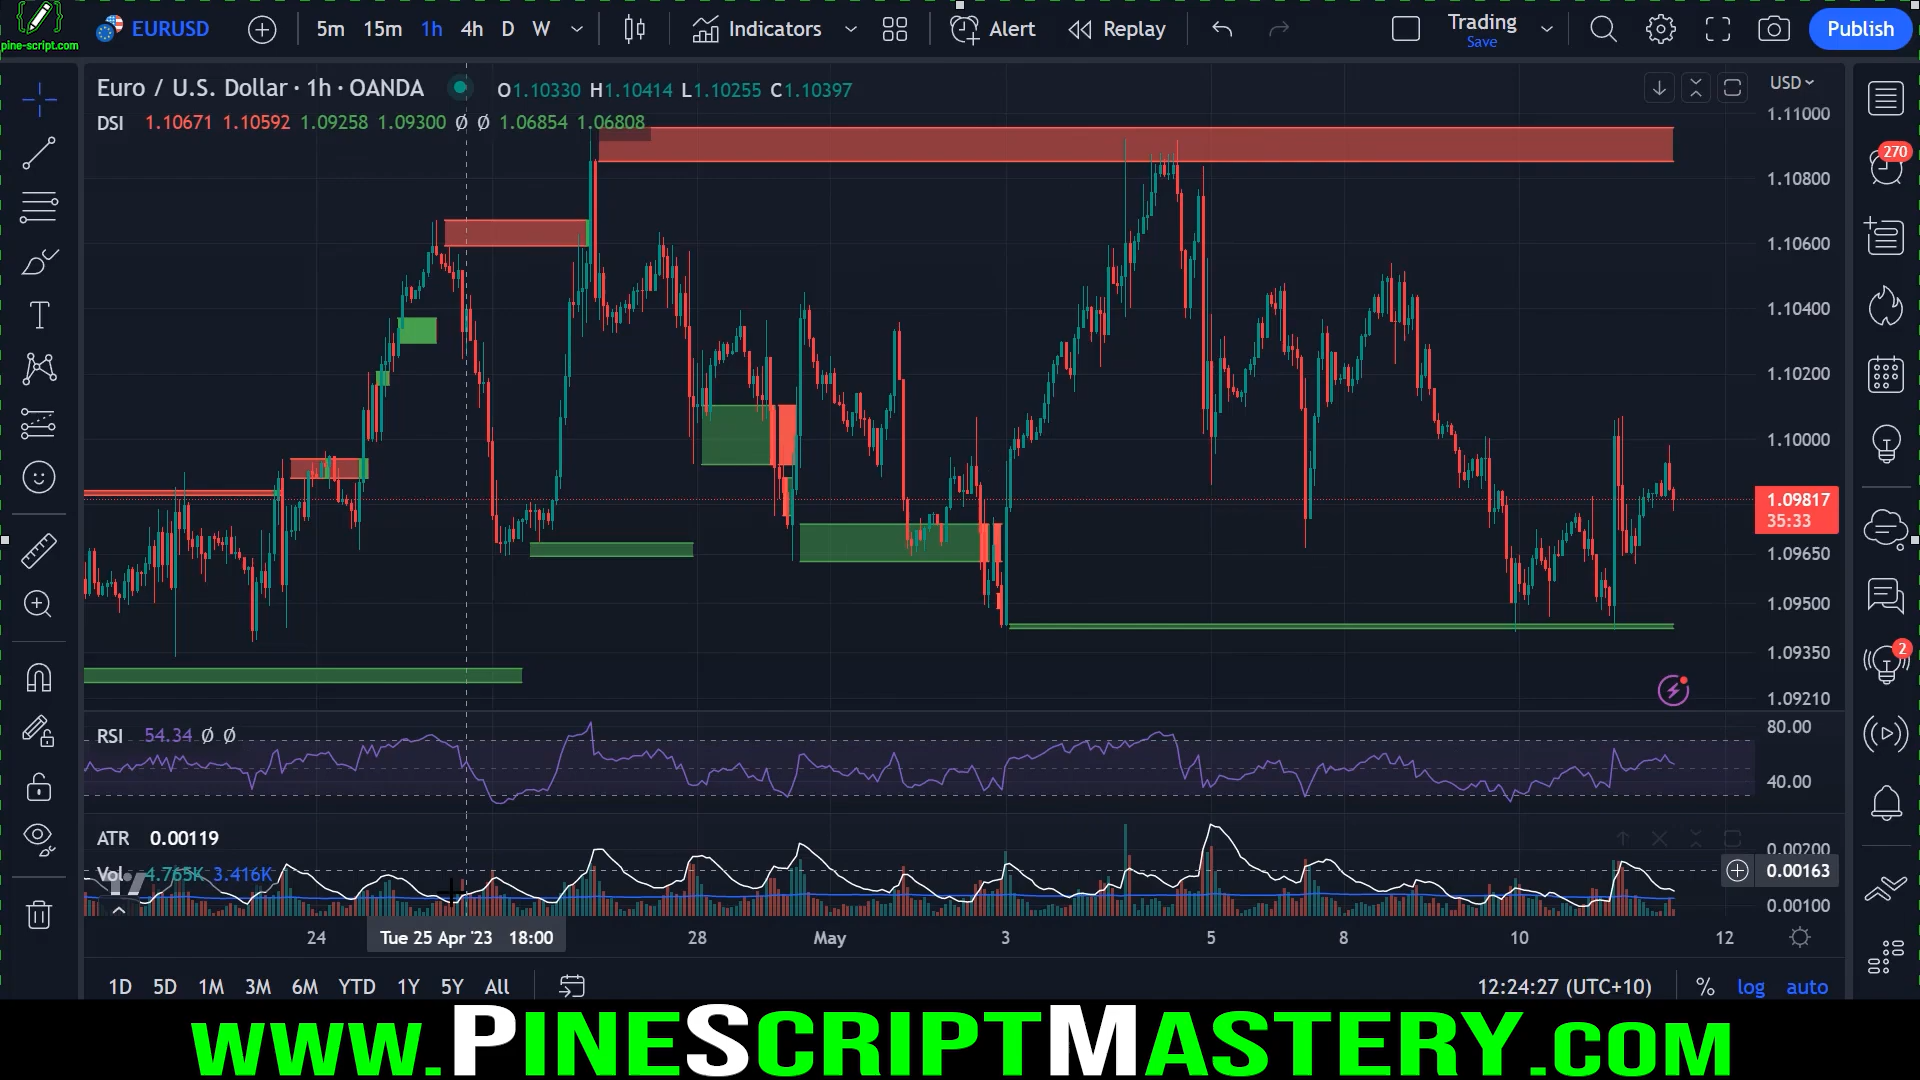 pine-script.com
EURUSD 5m 15m 1h 4h D W Indicators Alert Replay Trading Save Publish
Euro / U.S. Dollar · 1h · OANDA O1.10330 H1.10414 L1.10255 C1.10397
DSI 1.10671 1.10592 1.09258 1.09300 Ø Ø 1.06854 1.06808
USD
1.11000
1.10800
1.10600
1.10400
1.10200
1.10000
1.09817
35:33
1.09650
1.09500
1.09350
1.09210
270
2
RSI 54.34 Ø Ø
80.00
40.00
ATR 0.00119
0.00200
Vol 4.765K 3.416K
0.00163
0.00100
24 Tue 25 Apr '23 18:00 28 May 3 5 8 10 12
1D 5D 1M 3M 6M YTD 1Y 5Y All 12:24:27 (UTC+10) % log auto
www.PineScriptMastery.com